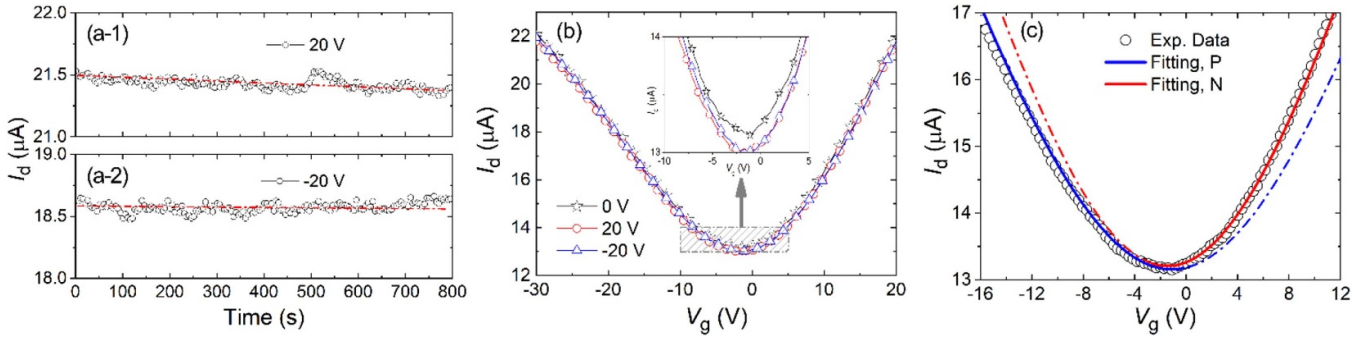 22.0
(a-1)
20 V
21.5
21.0
19.0
(a-2)
-20 V
18.5
18.0
0 100 200 300 400 500 600 700 800
Time (s)
I_d (μA)
(b)
22
20
18
16
14
12
I_d (μA)
14
13
I_c (μA)
-10 -5 0 5
0 V
20 V
-20 V
-30 -20 -10 0 10 20
V_g (V)
(c)
17
16
15
14
13
I_d (μA)
Exp. Data
Fitting, P
Fitting, N
-16 -12 -8 -4 0 4 8 12
V_g (V)